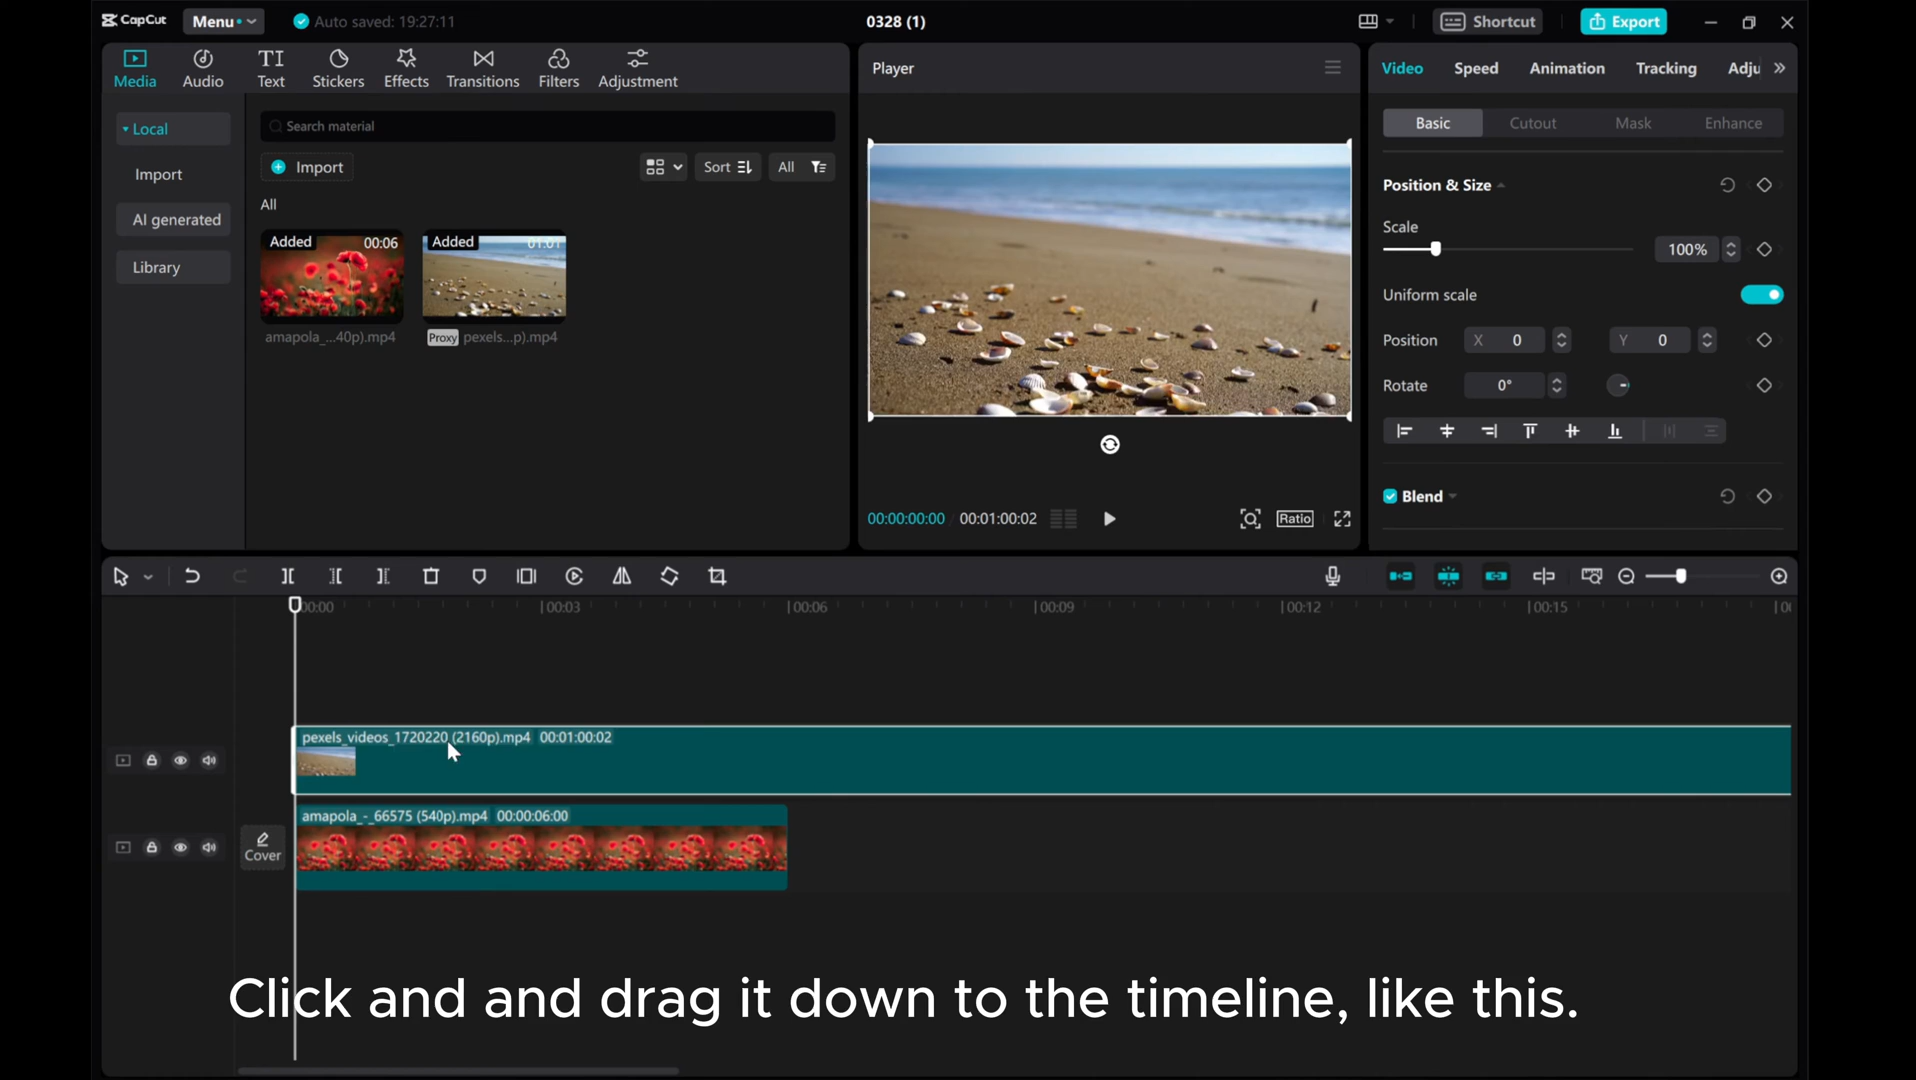 CapCut
Menu
Auto saved: 19:27:11
0328 (1)
Shortcut
Export
Media
Audio
Text
Stickers
Effects
Transitions
Filters
Adjustment
Player
Video
Speed
Animation
Tracking
Adju
Local
Search material
Basic
Cutout
Mask
Enhance
Import
Import
Sort
All
Position & Size
All
AI generated
Scale
100%
Added
00:06
Added
01:01
Library
Uniform scale
amapola_...40p).mp4
Proxy
pexels...p).mp4
Position
X 0
Y 0
Rotate
0°
Blend
00:00:00:00
00:01:00:02
Ratio
00:00
00:03
00:06
00:09
00:12
00:15
pexels_videos_1720220 (2160p).mp4 00:01:00:02
amapola_-_66575 (540p).mp4 00:00:06:00
Cover
Click and and drag it down to the timeline, like this.